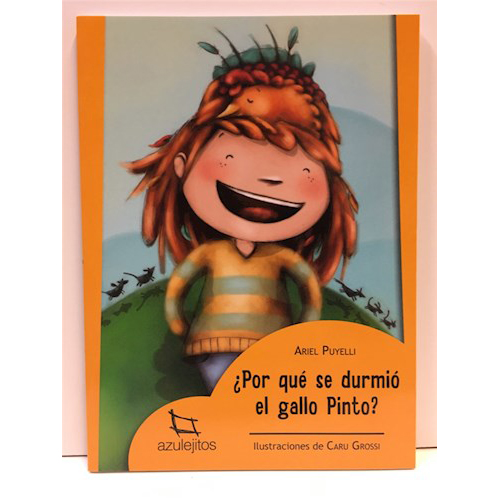 ARIEL PUYELLI
¿Por qué se durmió
el gallo Pinto?
azulejitos
ILUSTRACIONES DE CARU GROSSI